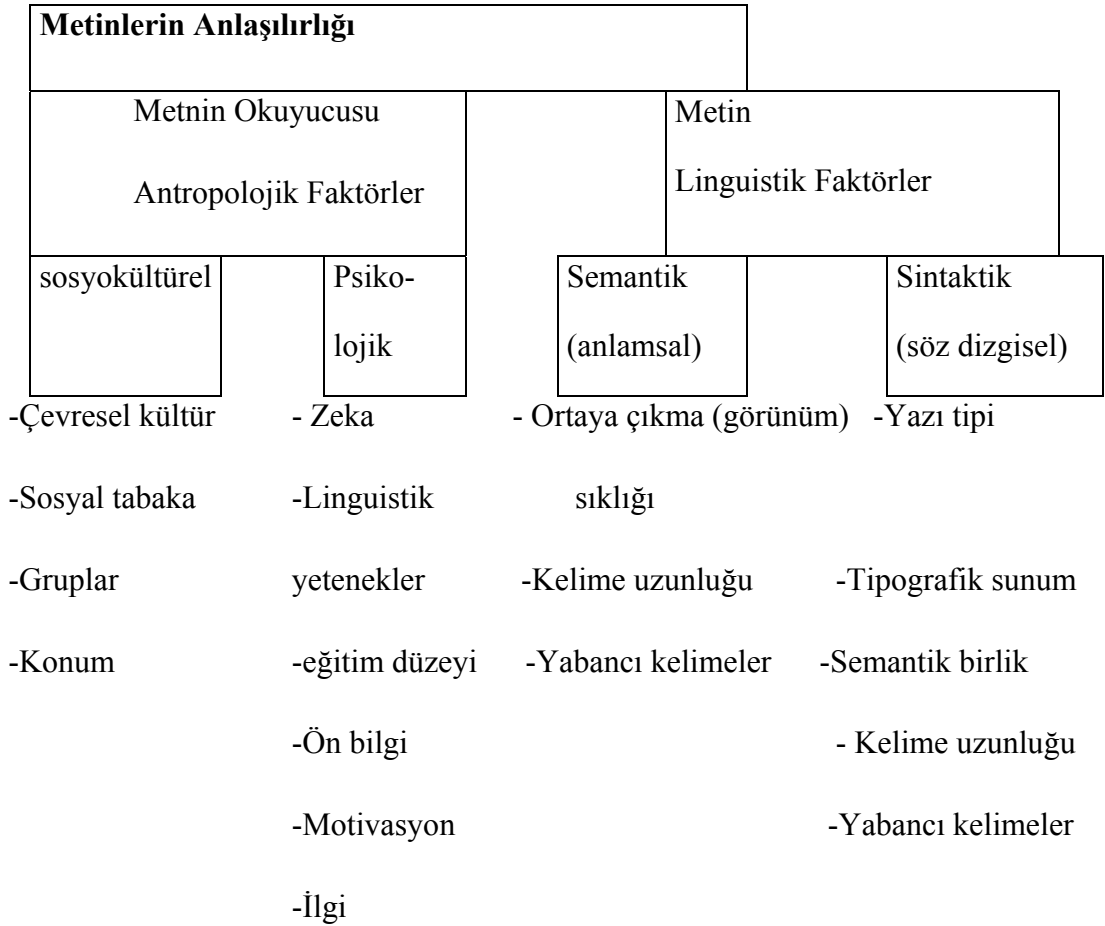 Metinlerin Anlaşılırlığı
Metnin Okuyucusu
Antropolojik Faktörler
Metin
Linguistik Faktörler
sosyokültürel
Psiko-
lojik
Semantik
(anlamsal)
Sintaktik
(söz dizgisel)
-Çevresel kültür - Zeka - Ortaya çıkma (görünüm) -Yazı tipi
-Sosyal tabaka -Linguistik sıklığı
-Gruplar yetenekler -Kelime uzunluğu -Tipografik sunum
-Konum -eğitim düzeyi -Yabancı kelimeler -Semantik birlik
-Ön bilgi - Kelime uzunluğu
-Motivasyon -Yabancı kelimeler
-İlgi